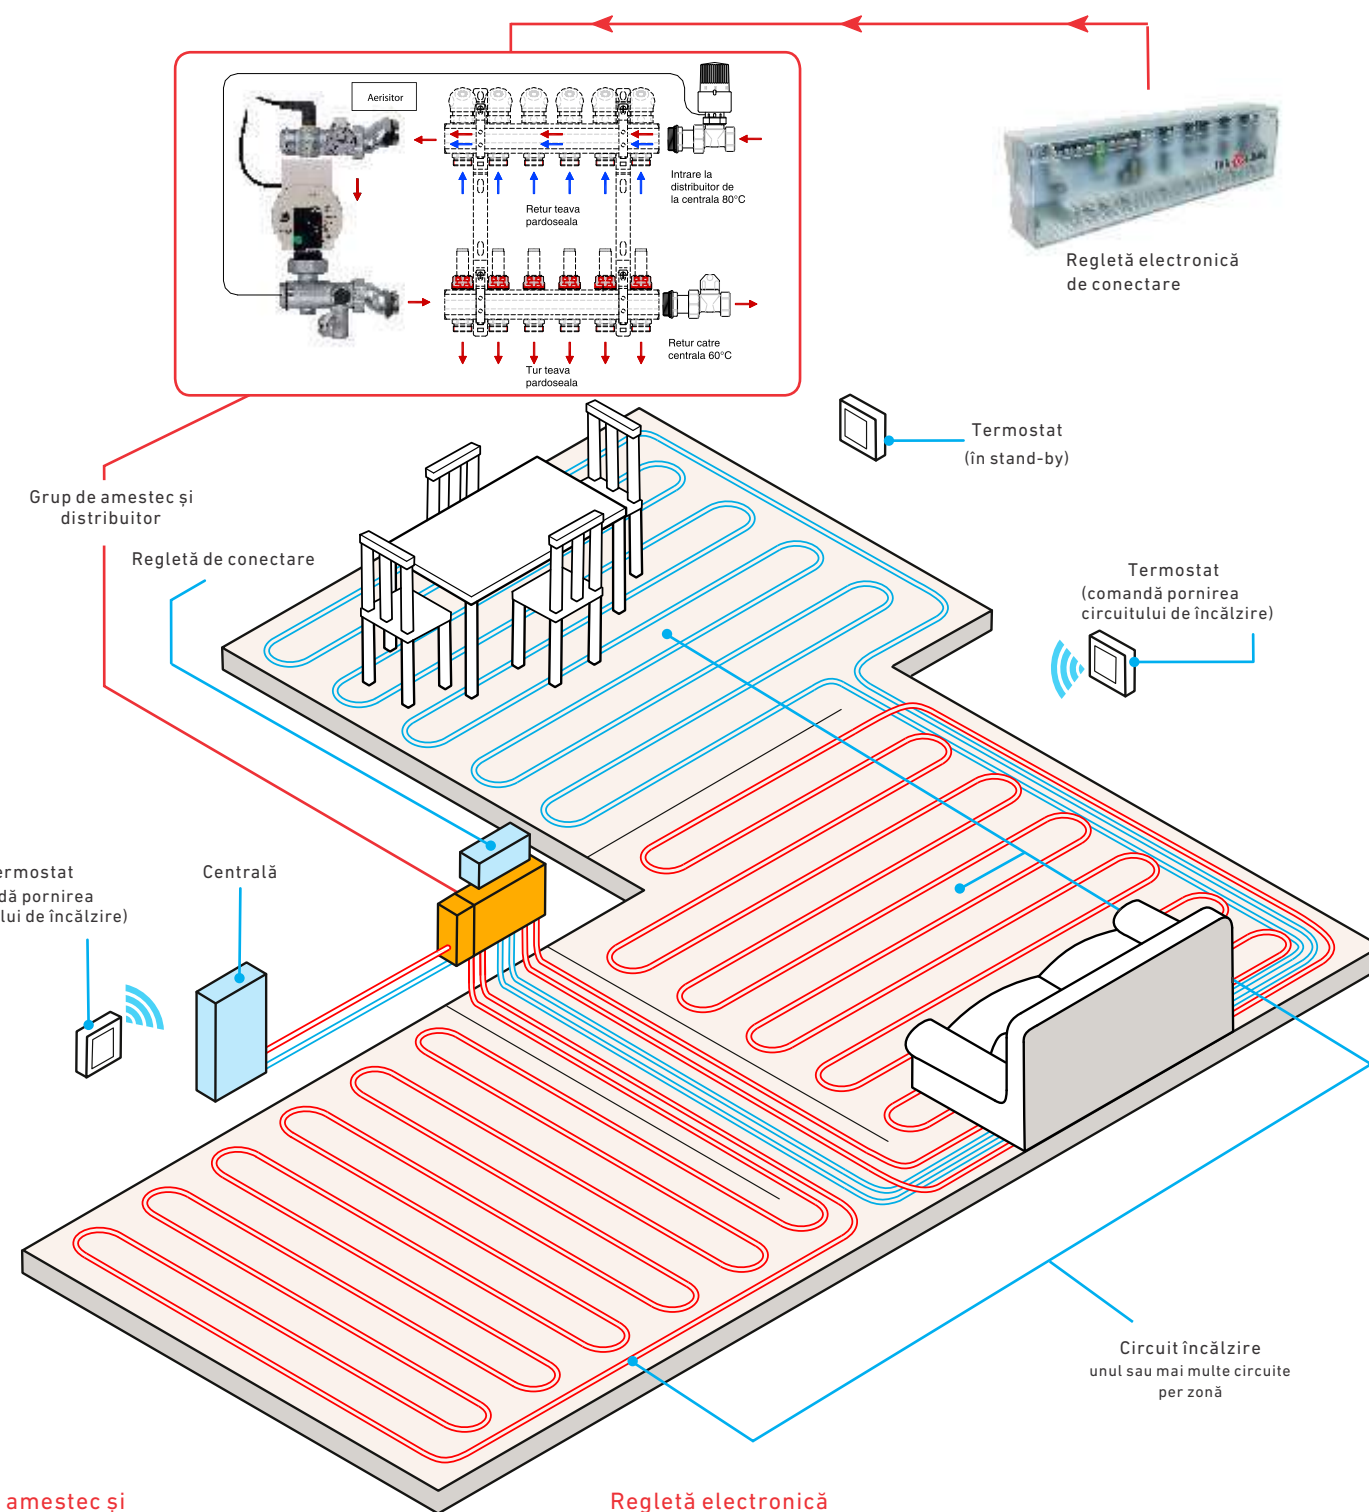 Aerisitor
Intrare la
distribuitor de
la centrala 80°C
Retur teava
pardoseala
Retur catre
centrala 60°C
Tur teava
pardoseala
Regletă electronică
de conectare
Termostat
(în stand-by)
Grup de amestec și
distribuitor
Regletă de conectare
Termostat
(comandă pornirea
circuitului de încălzire)
ermostat
dă pornirea
lui de încălzire)
Centrală
Circuit încălzire
unul sau mai multe circuite
per zonă
amestec și
Regletă electronică